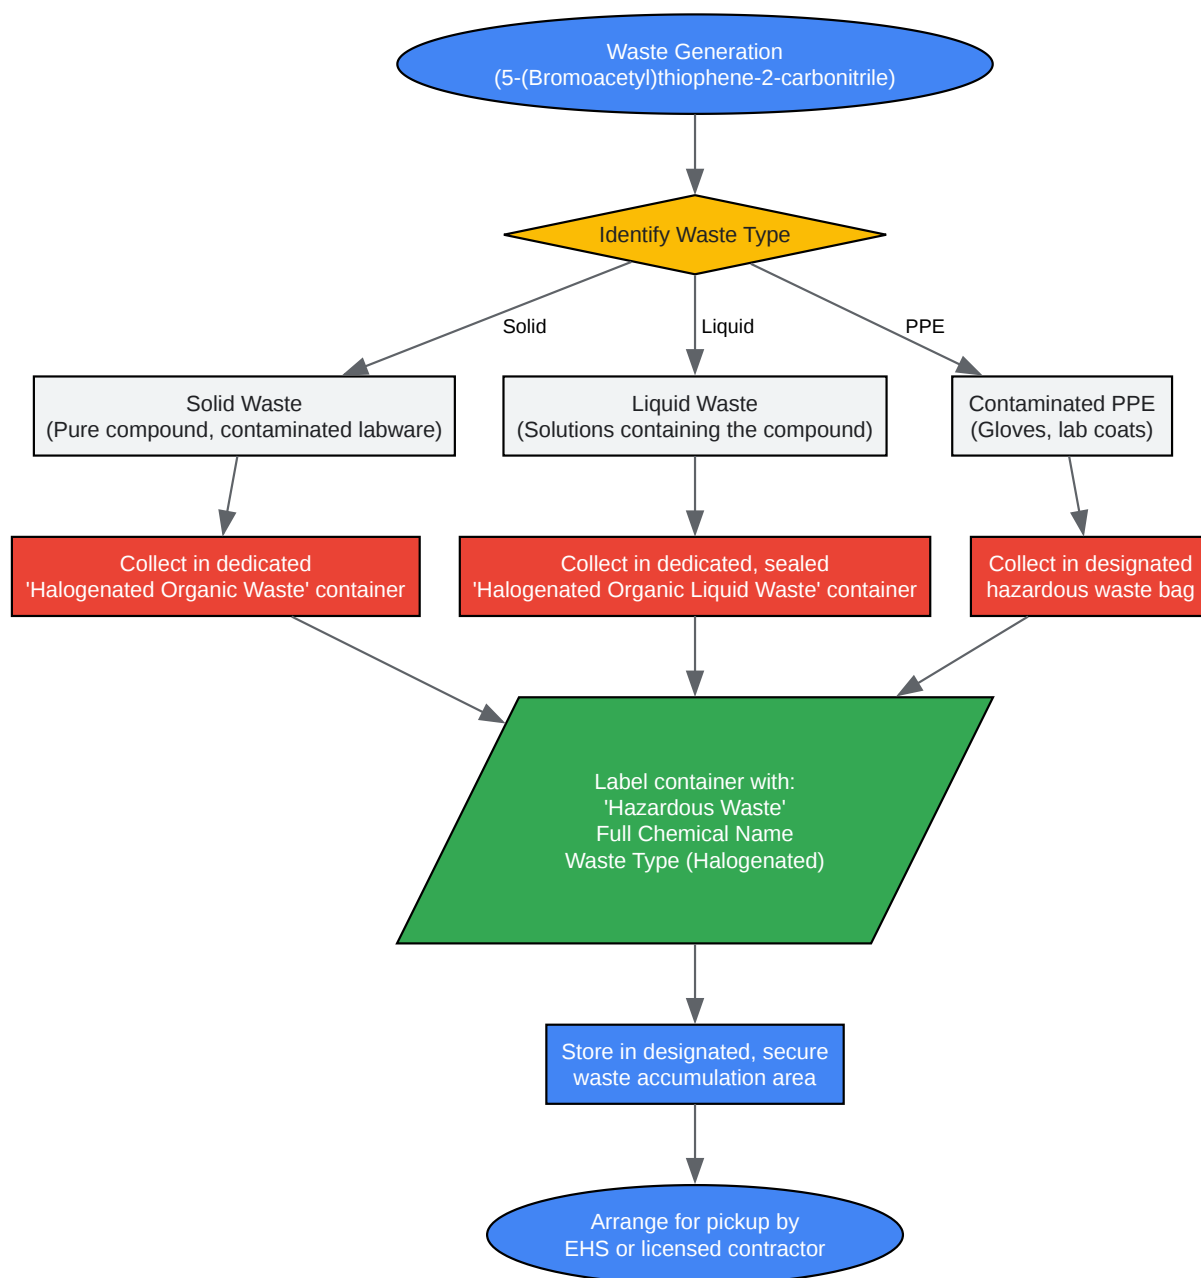 Waste Generation
(5-(Bromoacetyl)thiophene-2-carbonitrile)
Identify Waste Type
Solid
Liquid
PPE
Solid Waste
(Pure compound, contaminated labware)
Liquid Waste
(Solutions containing the compound)
Contaminated PPE
(Gloves, lab coats)
Collect in dedicated
'Halogenated Organic Waste' container
Collect in dedicated, sealed
'Halogenated Organic Liquid Waste' container
Collect in designated
hazardous waste bag
Label container with:
'Hazardous Waste'
Full Chemical Name
Waste Type (Halogenated)
Store in designated, secure
waste accumulation area
Arrange for pickup by
EHS or licensed contractor